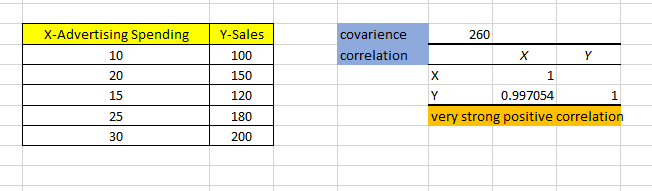 X-Advertising Spending Y-Sales covarience 260
10 100 correlation X Y
20 150 X 1
15 120 Y 0.997054 1
25 180 very strong positive correlation
30 200